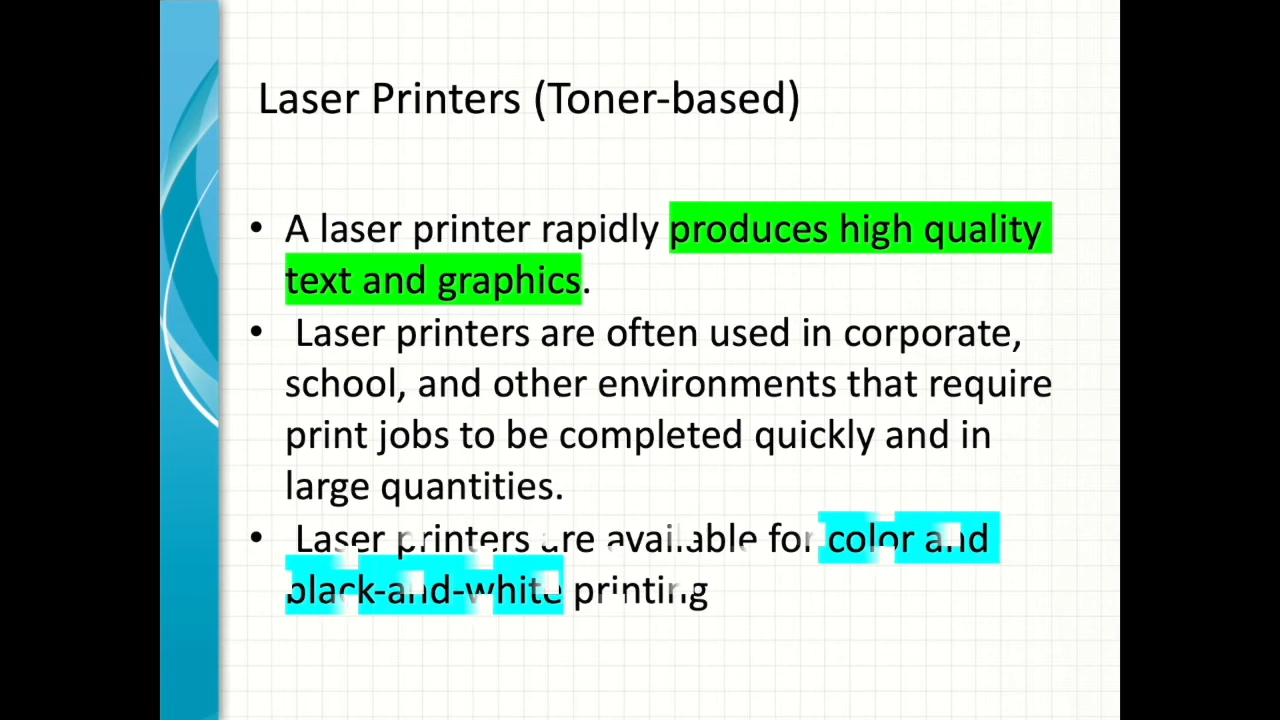 Laser Printers (Toner-based)
• A laser printer rapidly produces high quality
text and graphics.
• Laser printers are often used in corporate,
school, and other environments that require
print jobs to be completed quickly and in
large quantities.
• Laser printers are available for color and
black-and-white printing